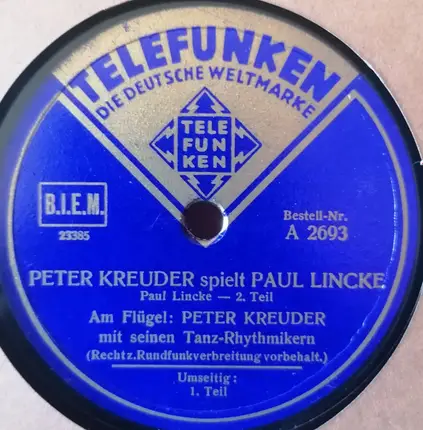 TELEFUNKEN
DIE DEUTSCHE WELTMARKE
TELE
FUN
KEN
B.I.E.M.
23385
Bestell-Nr.
A 2693
PETER KREUDER spielt PAUL LINCKE
Paul Lincke — 2. Teil
Am Flügel: PETER KREUDER
mit seinen Tanz-Rhythmikern
(Recht z. Rundfunkverbreitung vorbehalt.)
Umseitig:
1. Teil